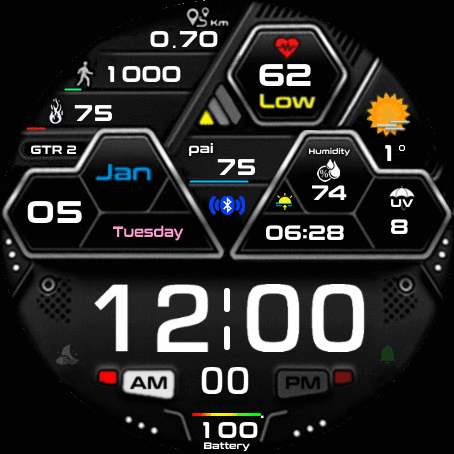 Km
0.70
1000
75
62
Low
GTR 2
Jan
05
Tuesday
pai
75
1°
Humidity
74
UV
8
06:28
12:00
AM
00
PM
100
Battery